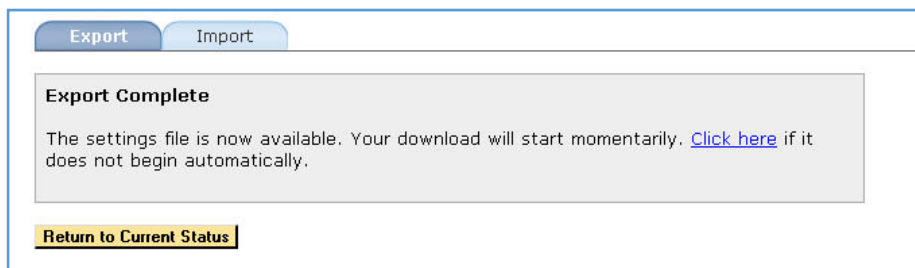 Export Import
Export Complete
The settings file is now available. Your download will start momentarily. Click here if it
does not begin automatically.
Return to Current Status